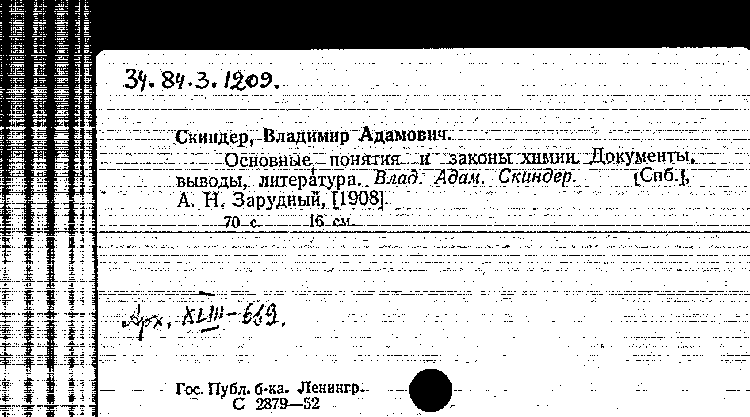 34.84.3.1209.
Скиндер, Владимир Адамович.
Основные понятия и законы химии. Документы,
выводы, литература. Влад. Адам. Скиндер. [Спб.],
А. Н. Зарудный, [1908].
70 с. 16 см.
Арх. XLIII-669.
Гос. Публ. б-ка. Ленингр.
С 2879—52